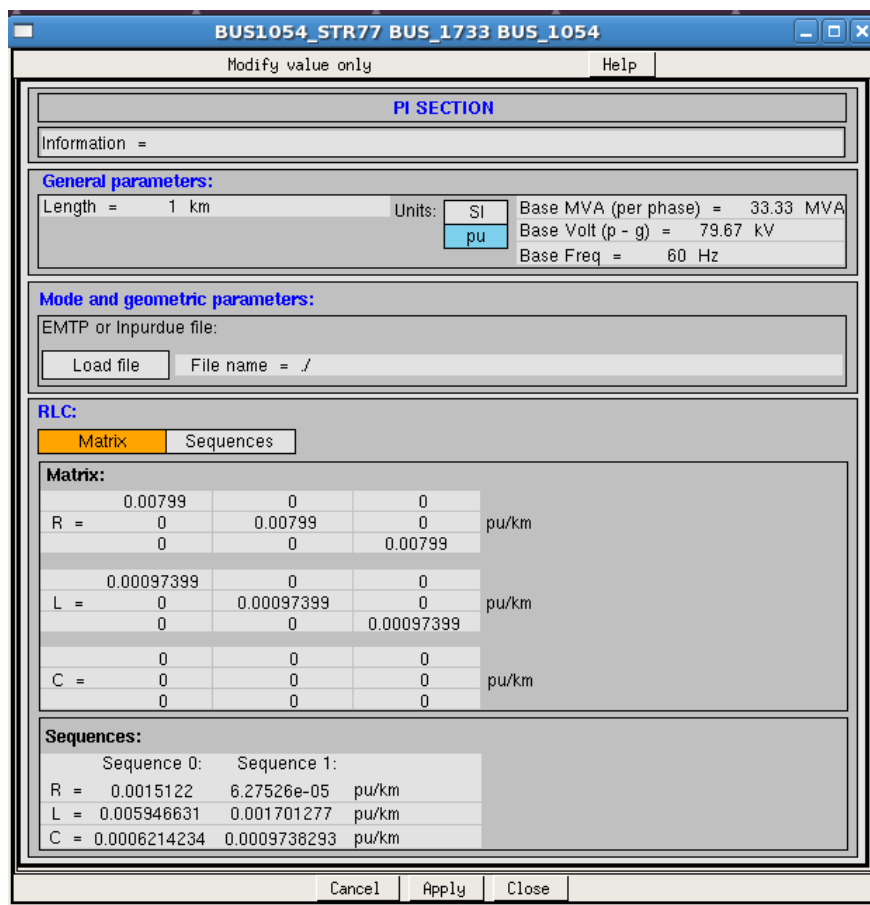 BUS1054_STR77 BUS_1733 BUS_1054
Modify value only Help
PI SECTION
Information =
General parameters:
Length = 1 km Units: SI Base MVA (per phase) = 33.33 MVA
pu Base Volt (p - g) = 79.67 kV
Base Freq = 60 Hz
Mode and geometric parameters:
EMTP or Inpurdue file:
Load file File name = ./
RLC:
Matrix Sequences
Matrix:
0.00799 0 0
R = 0 0.00799 0 pu/km
0 0 0.00799
0.00097399 0 0
L = 0 0.00097399 0 pu/km
0 0 0.00097399
0 0 0
C = 0 0 0 pu/km
0 0 0
Sequences:
Sequence 0: Sequence 1:
R = 0.0015122 6.27526e-05 pu/km
L = 0.005946631 0.001701277 pu/km
C = 0.0006214234 0.0009738293 pu/km
Cancel Apply Close